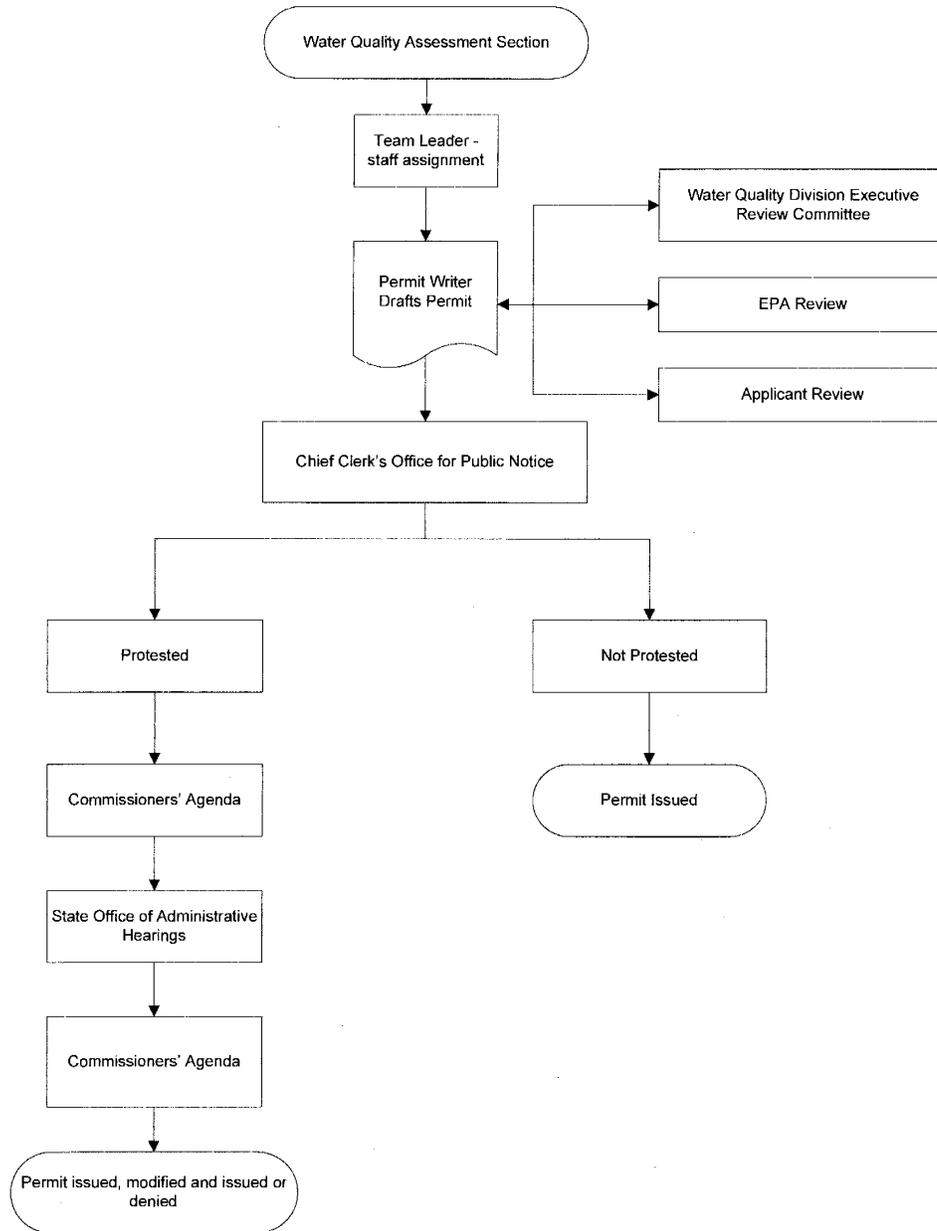 Water Quality Assessment Section
Team Leader -
staff assignment
Water Quality Division Executive
Review Committee
Permit Writer
Drafts Permit
EPA Review
Applicant Review
Chief Clerk's Office for Public Notice
Protested
Not Protested
Commissioners' Agenda
Permit Issued
State Office of Administrative
Hearings
Commissioners' Agenda
Permit issued, modified and issued or
denied